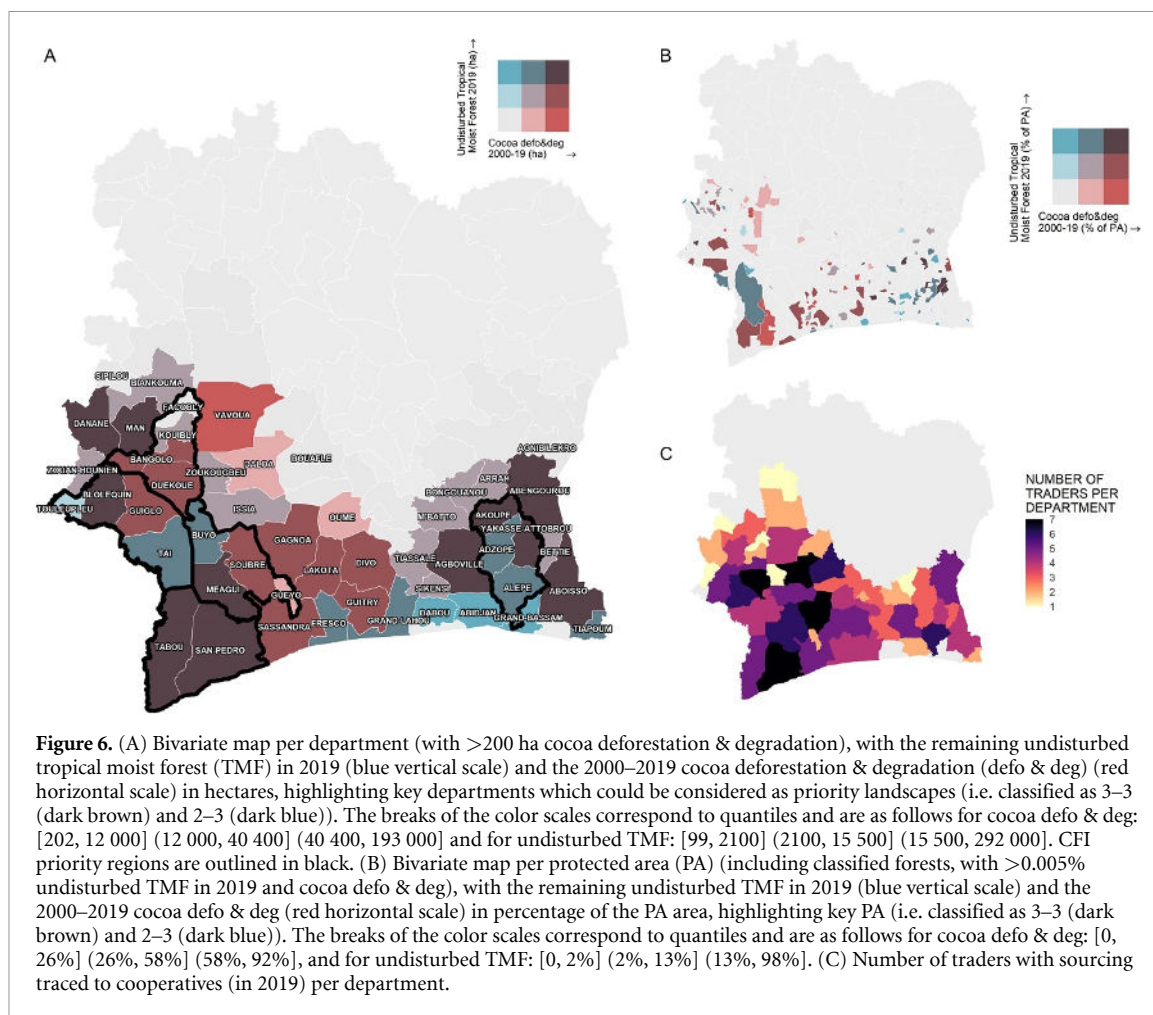 A
Undisturbed Tropical
Moist Forest 2019 (ha) →
Cocoa defo&deg
2000-19 (ha) →
SIPILOU
BIANKOUMA
FACOBLY
VAVOUA
DANANE
MAN
KOUIBLY
BANGOLO
ZOUAN-HOUNIEN
ZOUKOUGBEU
DALOA
BOUAFLE
DUEKOUE
BLOLEQUIN
TOULEPLEU
GUIGLO
ISSIA
OUME
BUYO
TAI
GAGNOA
SOUBRE
LAKOTA
DIVO
MEAGUI
GUEYO
GUITRY
SASSANDRA
FRESCO
GRAND-LAHOU
TABOU
SAN-PEDRO
AGNIBILEKRO
ARRAH
BONGOUANOU
ABENGOUROU
M'BATTO
AKOUPE
YAKASSE-ATTOBROU
ADZOPE
BETTIE
TIASSALE
AGBOVILLE
SIKENSI
ALEPE
ABOISSO
DABOU
ABIDJAN
GRAND-BASSAM
TIAPOUM
B
Undisturbed Tropical
Moist Forest 2019 (% of PA) →
Cocoa defo&deg
2000-19 (% of PA) →
C
NUMBER OF
TRADERS PER
DEPARTMENT
7
6
5
4
3
2
1
Figure 6. (A) Bivariate map per department (with >200 ha cocoa deforestation & degradation), with the remaining undisturbed
tropical moist forest (TMF) in 2019 (blue vertical scale) and the 2000–2019 cocoa deforestation & degradation (defo & deg) (red
horizontal scale) in hectares, highlighting key departments which could be considered as priority landscapes (i.e. classified as 3–3
(dark brown) and 2–3 (dark blue)). The breaks of the color scales correspond to quantiles and are as follows for cocoa defo & deg:
[202, 12 000] (12 000, 40 400] (40 400, 193 000] and for undisturbed TMF: [99, 2100] (2100, 15 500] (15 500, 292 000]. CFI
priority regions are outlined in black. (B) Bivariate map per protected area (PA) (including classified forests, with >0.005%
undisturbed TMF in 2019 and cocoa defo & deg), with the remaining undisturbed TMF in 2019 (blue vertical scale) and the
2000–2019 cocoa defo & deg (red horizontal scale) in percentage of the PA area, highlighting key PA (i.e. classified as 3–3 (dark
brown) and 2–3 (dark blue)). The breaks of the color scales correspond to quantiles and are as follows for cocoa defo & deg: [0,
26%] (26%, 58%] (58%, 92%], and for undisturbed TMF: [0, 2%] (2%, 13%] (13%, 98%]. (C) Number of traders with sourcing
traced to cooperatives (in 2019) per department.